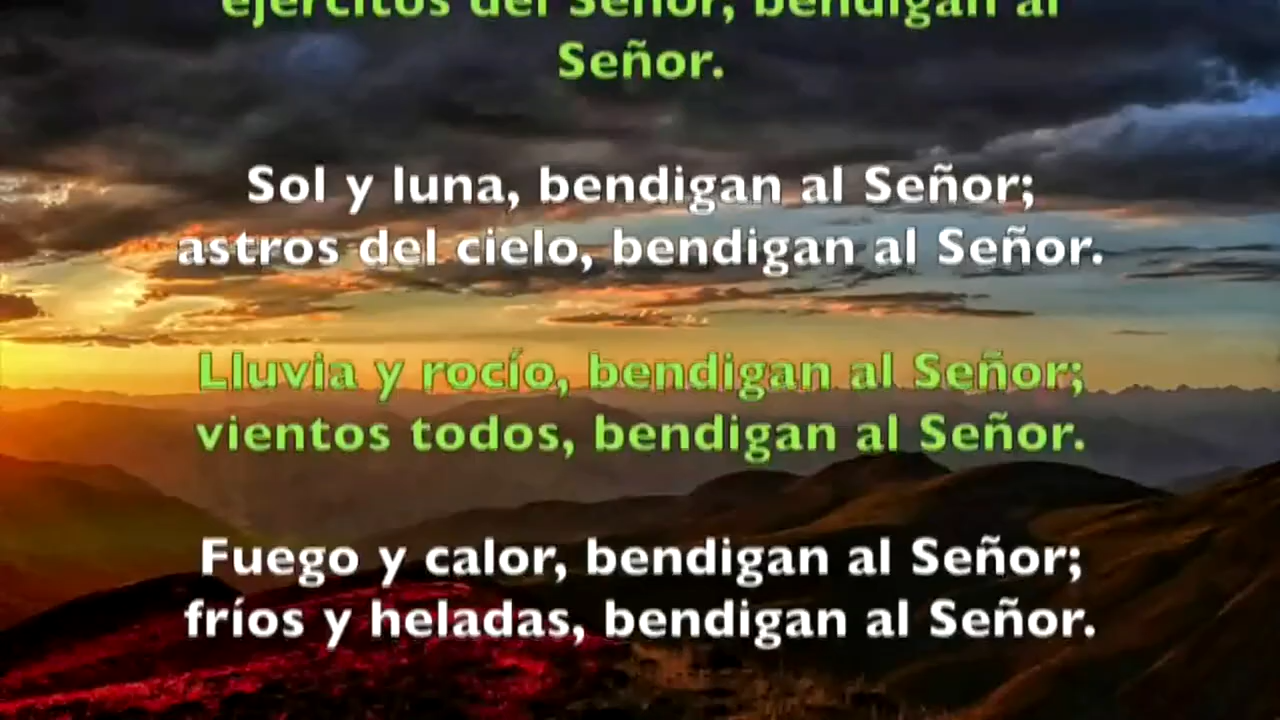 ejércitos del Señor, bendigan al
Señor.
Sol y luna, bendigan al Señor;
astros del cielo, bendigan al Señor.
Lluvia y rocío, bendigan al Señor;
vientos todos, bendigan al Señor.
Fuego y calor, bendigan al Señor;
fríos y heladas, bendigan al Señor.